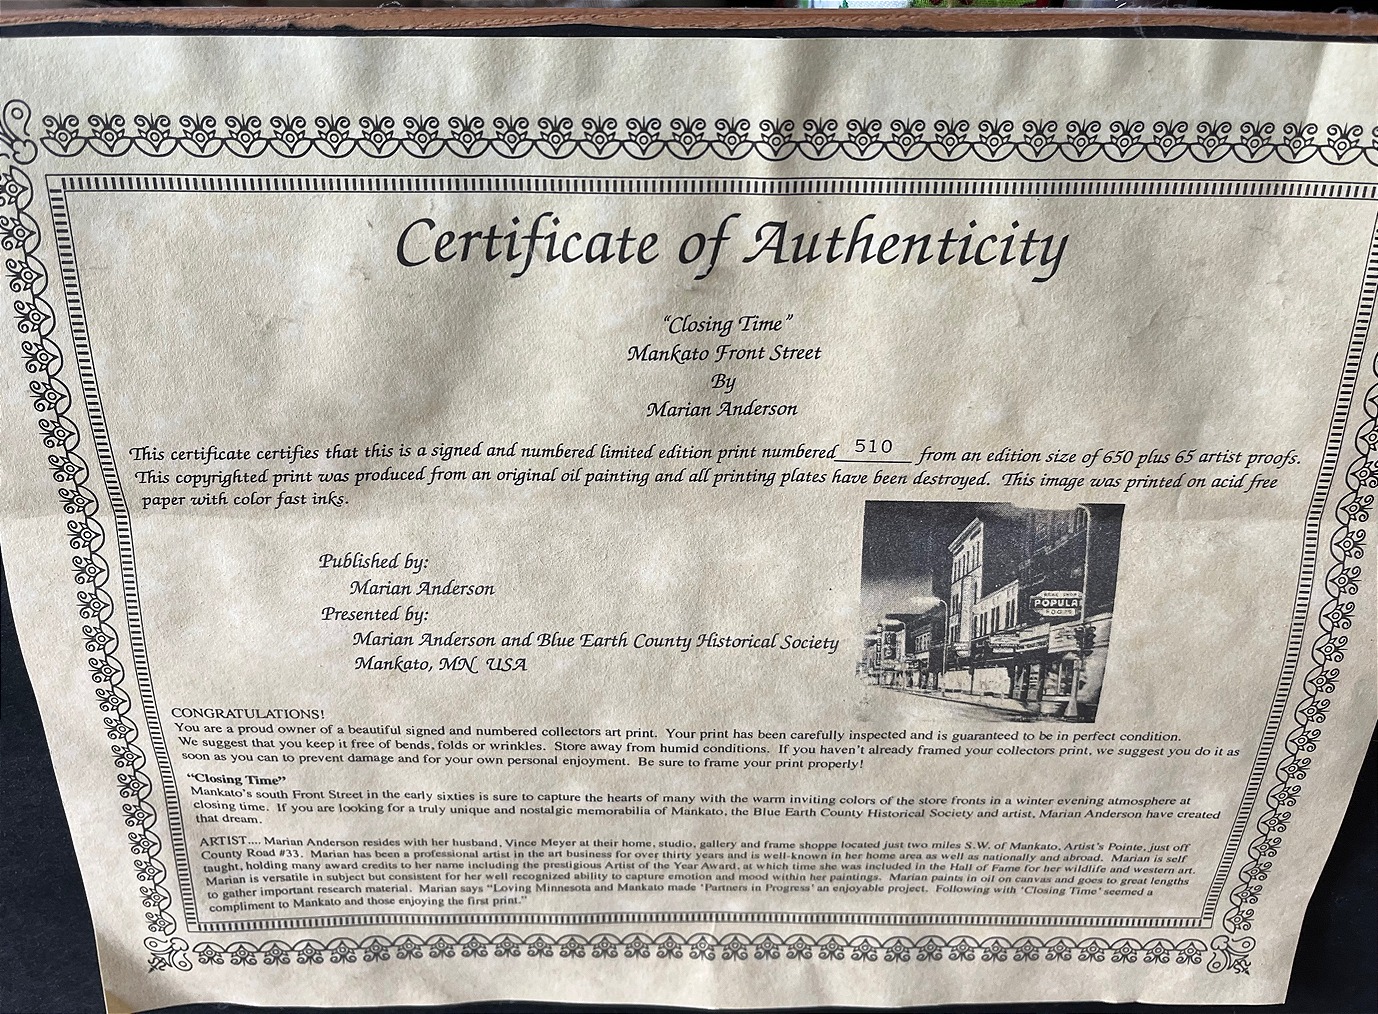 Certificate of Authenticity
“Closing Time”
Mankato Front Street
By
Marian Anderson
This certificate certifies that this is a signed and numbered limited edition print numbered 510 from an edition size of 650 plus 65 artist proofs.
This copyrighted print was produced from an original oil painting and all printing plates have been destroyed. This image was printed on acid free
paper with color fast inks.
POPULA
FOODS
Published by:
Marian Anderson
Presented by:
Marian Anderson and Blue Earth County Historical Society
Mankato, MN USA
CONGRATULATIONS!
You are a proud owner of a beautiful signed and numbered collectors art print. Your print has been carefully inspected and is guaranteed to be in perfect condition.
We suggest that you keep it free of bends, folds or wrinkles. Store away from humid conditions. If you haven't already framed your collectors print, we suggest you do it as
soon as you can to prevent damage and for your own personal enjoyment. Be sure to frame your print properly!
“Closing Time”
Mankato's south Front Street in the early sixties is sure to capture the hearts of many with the warm inviting colors of the store fronts in a winter evening atmosphere at
closing time. If you are looking for a truly unique and nostalgic memorabilia of Mankato, the Blue Earth County Historical Society and artist, Marian Anderson have created
that dream.
ARTIST.... Marian Anderson resides with her husband, Vince Meyer at their home, studio, gallery and frame shoppe located just two miles S.W. of Mankato, Artist's Pointe, just off
County Road #33. Marian has been a professional artist in the art business for over thirty years and is well-known in her home area as well as nationally and abroad. Marian is self
taught, holding many award credits to her name including the prestigious Artist of the Year Award, at which time she was included in the Hall of Fame for her wildlife and western art.
Marian is versatile in subject but consistent for her well recognized ability to capture emotion and mood within her paintings. Marian paints in oil on canvas and goes to great lengths
to gather important research material. Marian says “Loving Minnesota and Mankato made 'Partners in Progress' an enjoyable project. Following with 'Closing Time' seemed a
compliment to Mankato and those enjoying the first print.”